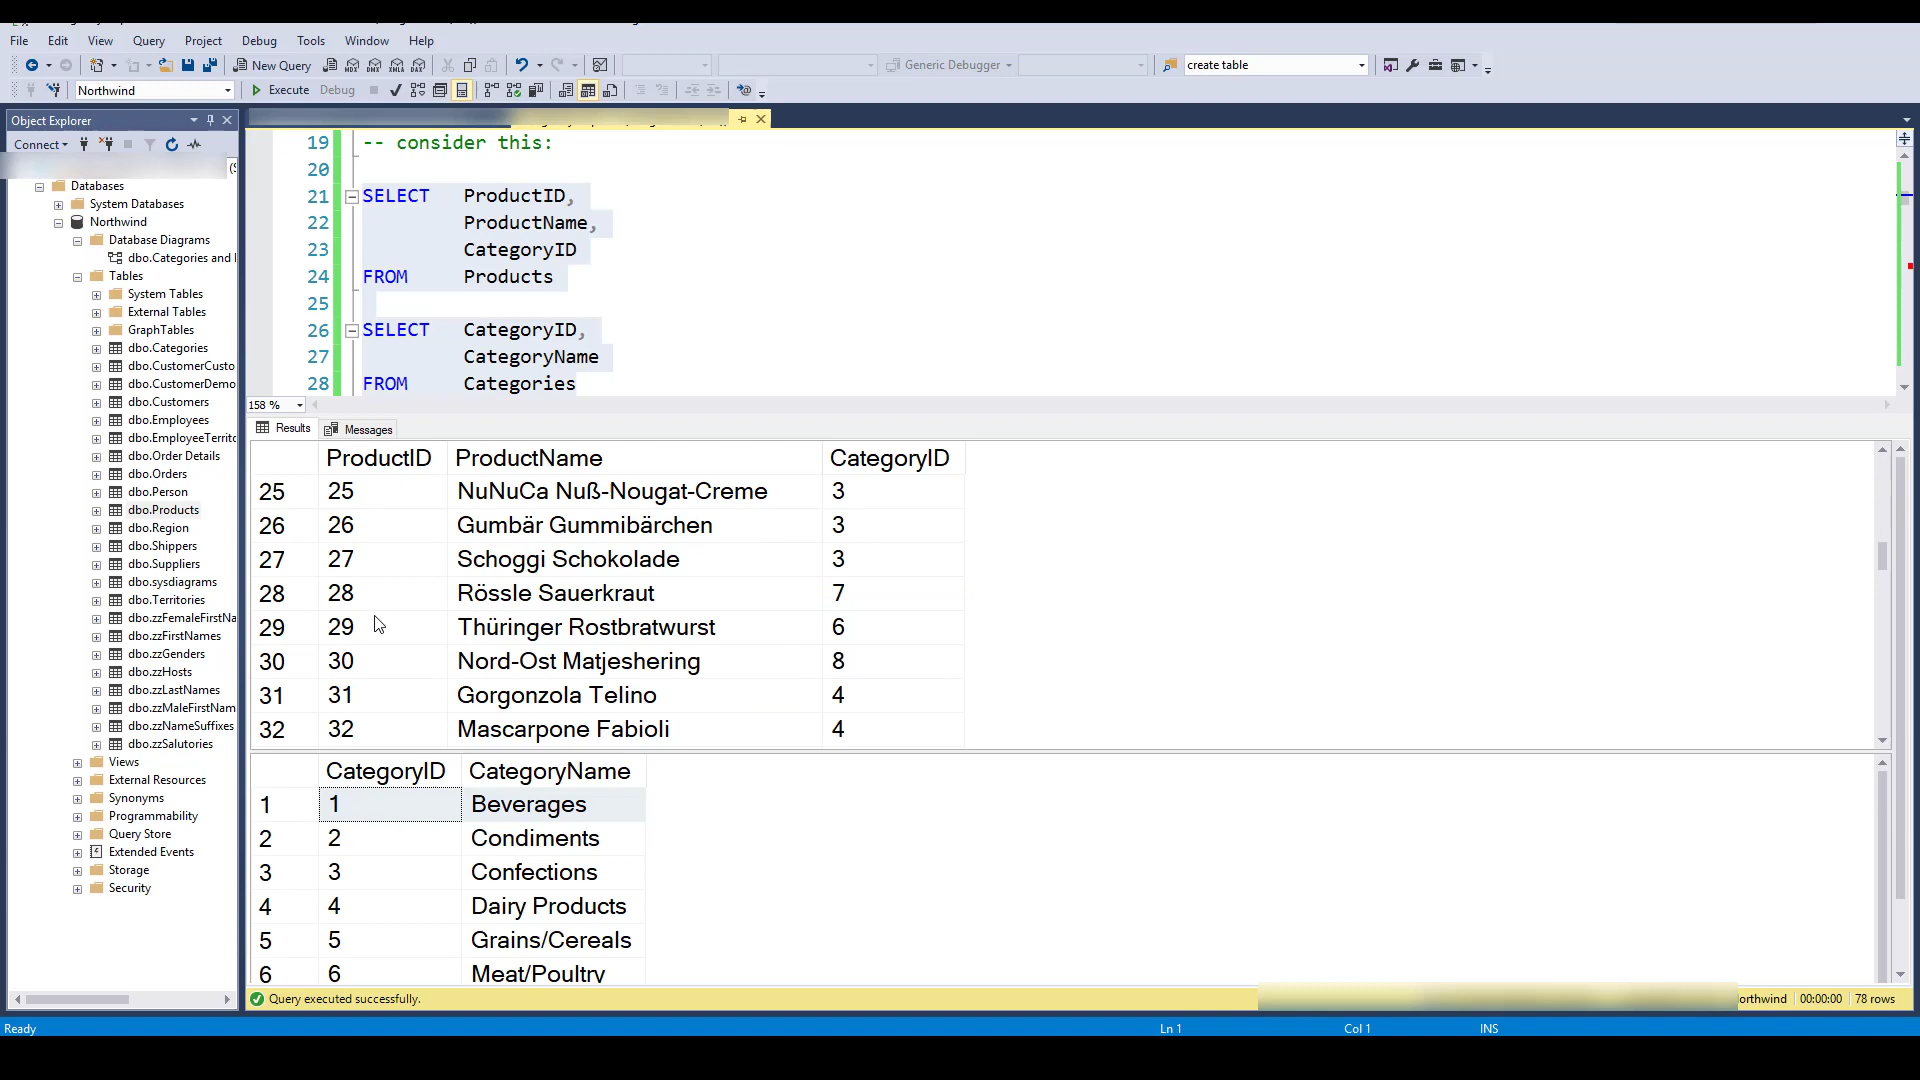 File Edit View Query Project Debug Tools Window Help
New Query MDX DMX XMLA DAX Generic Debugger create table
Northwind Execute Debug
Object Explorer
Connect
Databases
System Databases
Northwind
Database Diagrams
dbo.Categories and
Tables
System Tables
External Tables
GraphTables
dbo.Categories
dbo.CustomerCusto
dbo.CustomerDemo
dbo.Customers
dbo.Employees
dbo.EmployeeTerrito
dbo.Order Details
dbo.Orders
dbo.Person
dbo.Products
dbo.Region
dbo.Shippers
dbo.Suppliers
dbo.sysdiagrams
dbo.Territories
dbo.zzFemaleFirstNa
dbo.zzFirstNames
dbo.zzGenders
dbo.zzHosts
dbo.zzLastNames
dbo.zzMaleFirstNam
dbo.zzNameSuffixes
dbo.zzSalutories
Views
External Resources
Synonyms
Programmability
Query Store
Extended Events
Storage
Security
19 -- consider this:
20
21 SELECT ProductID,
22 ProductName,
23 CategoryID
24 FROM Products
25
26 SELECT CategoryID,
27 CategoryName
28 FROM Categories
158 %
Results Messages
ProductID ProductName CategoryID
25 25 NuNuCa Nuß-Nougat-Creme 3
26 26 Gumbär Gummibärchen 3
27 27 Schoggi Schokolade 3
28 28 Rössle Sauerkraut 7
29 29 Thüringer Rostbratwurst 6
30 30 Nord-Ost Matjeshering 8
31 31 Gorgonzola Telino 4
32 32 Mascarpone Fabioli 4
CategoryID CategoryName
1 1 Beverages
2 2 Condiments
3 3 Confections
4 4 Dairy Products
5 5 Grains/Cereals
6 6 Meat/Poultry
Query executed successfully. orthwind 00:00:00 78 rows
Ready Ln 1 Col 1 INS